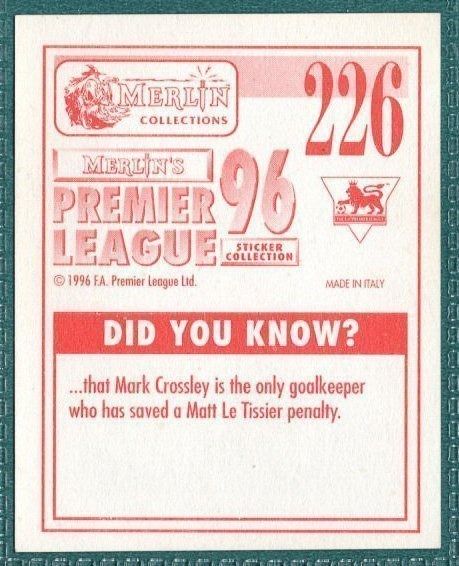 MERLIN
COLLECTIONS
226
MERLIN'S
PREMIER
LEAGUE
96
STICKER
COLLECTION
© 1996 F.A. Premier League Ltd.
MADE IN ITALY
DID YOU KNOW?
...that Mark Crossley is the only goalkeeper
who has saved a Matt Le Tissier penalty.